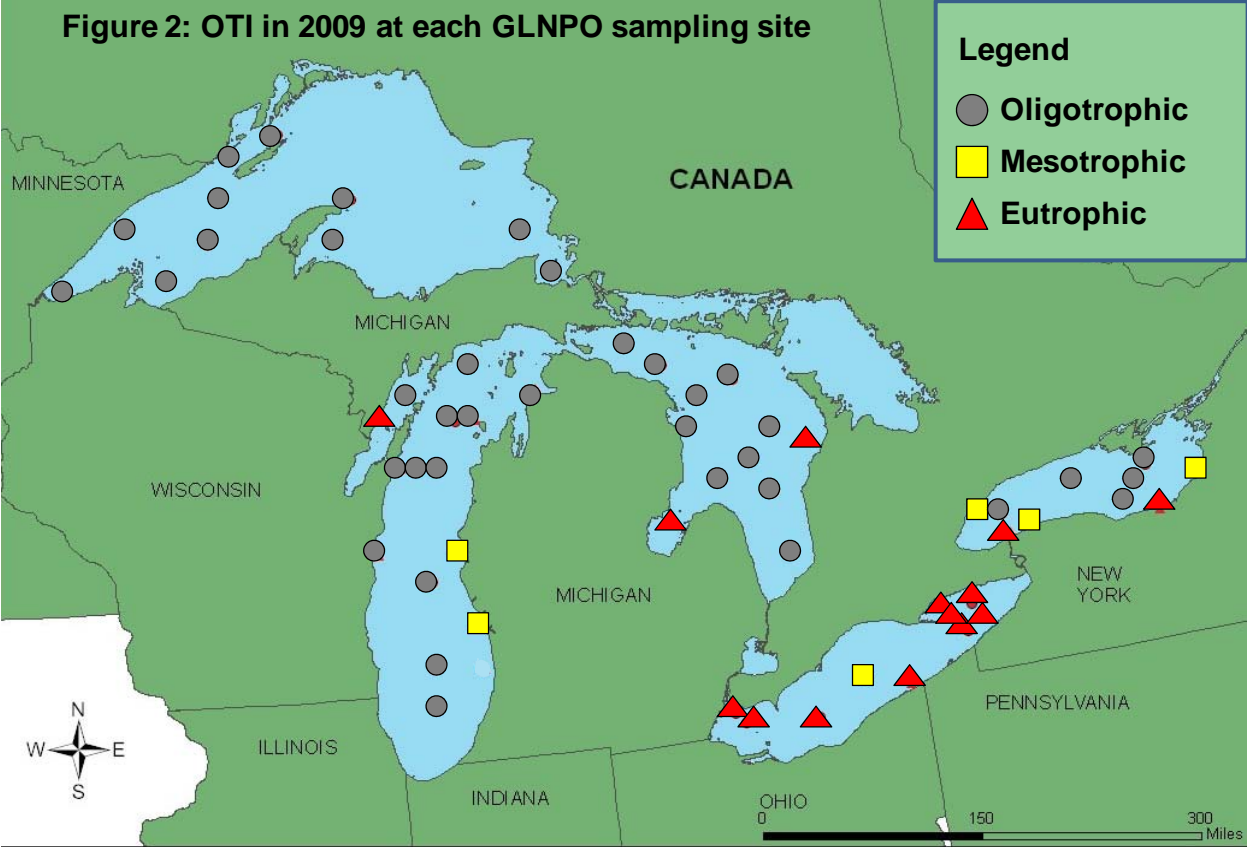 Figure 2: OTI in 2009 at each GLNPO sampling site
Legend
Oligotrophic
Mesotrophic
Eutrophic
CANADA
MINNESOTA
MICHIGAN
WISCONSIN
MICHIGAN
NEW
YORK
PENNSYLVANIA
ILLINOIS
INDIANA
OHIO
N
W E
S
0 150 300
Miles